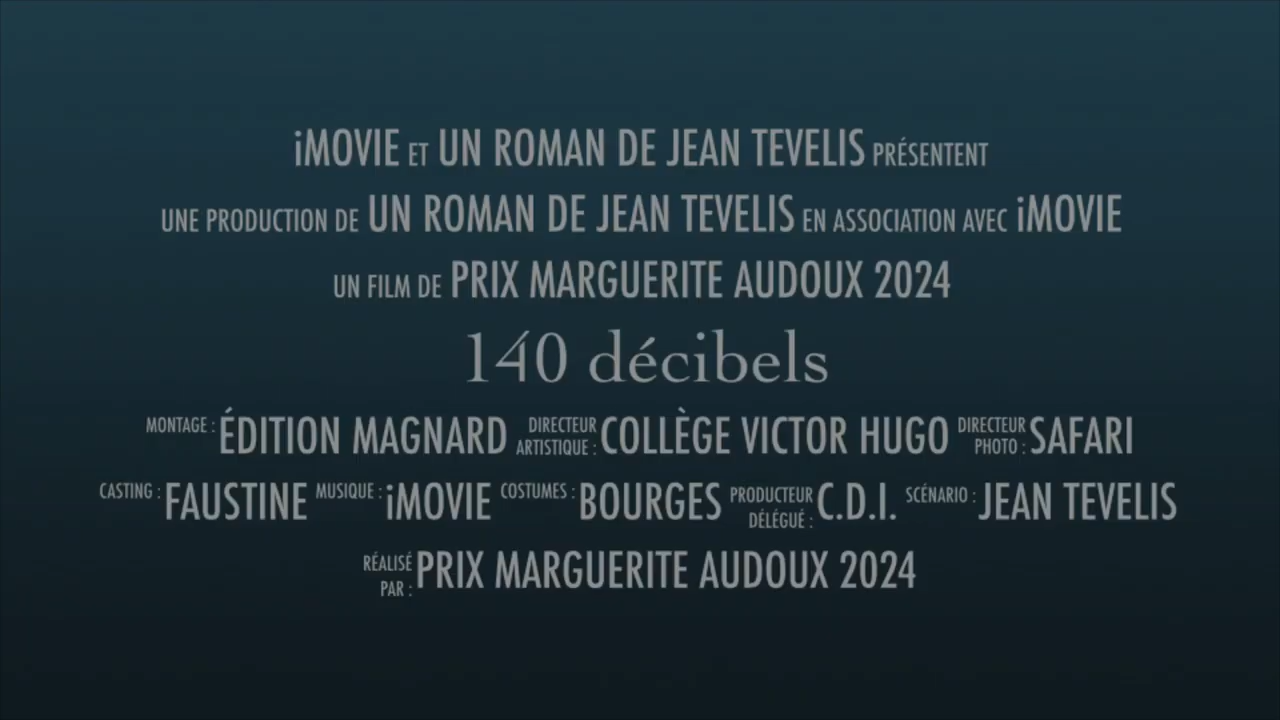 iMOVIE ET UN ROMAN DE JEAN TEVELIS PRÉSENTENT
UNE PRODUCTION DE UN ROMAN DE JEAN TEVELIS EN ASSOCIATION AVEC iMOVIE
UN FILM DE PRIX MARGUERITE AUDOUX 2024
140 décibels
MONTAGE : ÉDITION MAGNARD DIRECTEUR ARTISTIQUE : COLLÈGE VICTOR HUGO DIRECTEUR PHOTO : SAFARI
CASTING : FAUSTINE MUSIQUE : iMOVIE COSTUMES : BOURGES PRODUCTEUR DÉLÉGUÉ : C.D.I. SCÉNARIO : JEAN TEVELIS
RÉALISÉ PAR : PRIX MARGUERITE AUDOUX 2024